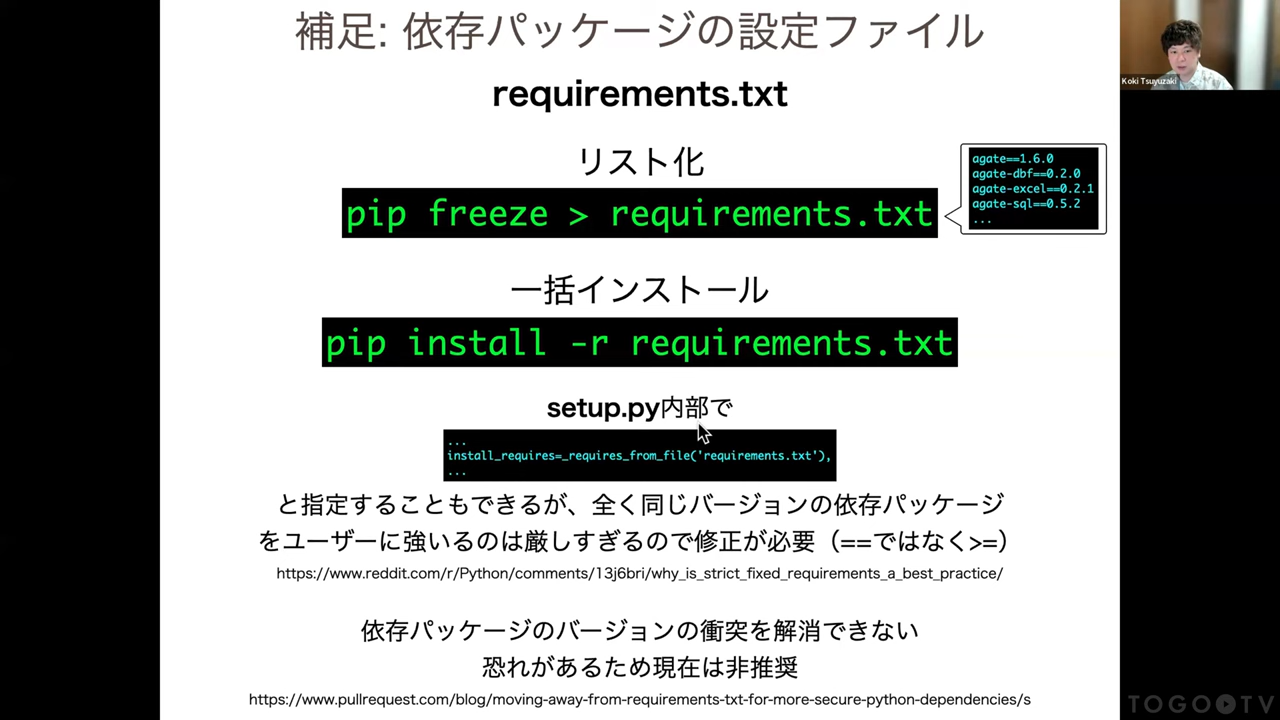 補足: 依存パッケージの設定ファイル
Koki Tsuyuzaki
requirements.txt
リスト化
pip freeze > requirements.txt
agate==1.6.0
agate-dbf==0.2.0
agate-excel==0.2.1
agate-sql==0.5.2
...
一括インストール
pip install -r requirements.txt
setup.py内部で
...
install_requires=_requires_from_file('requirements.txt'),
...
と指定することもできるが、全く同じバージョンの依存パッケージ
をユーザーに強いるのは厳しすぎるので修正が必要（==ではなく>=）
https://www.reddit.com/r/Python/comments/13j6bri/why_is_strict_fixed_requirements_a_best_practice/
依存パッケージのバージョンの衝突を解消できない
恐れがあるため現在は非推奨
https://www.pullrequest.com/blog/moving-away-from-requirements-txt-for-more-secure-python-dependencies/s
TOGOTV